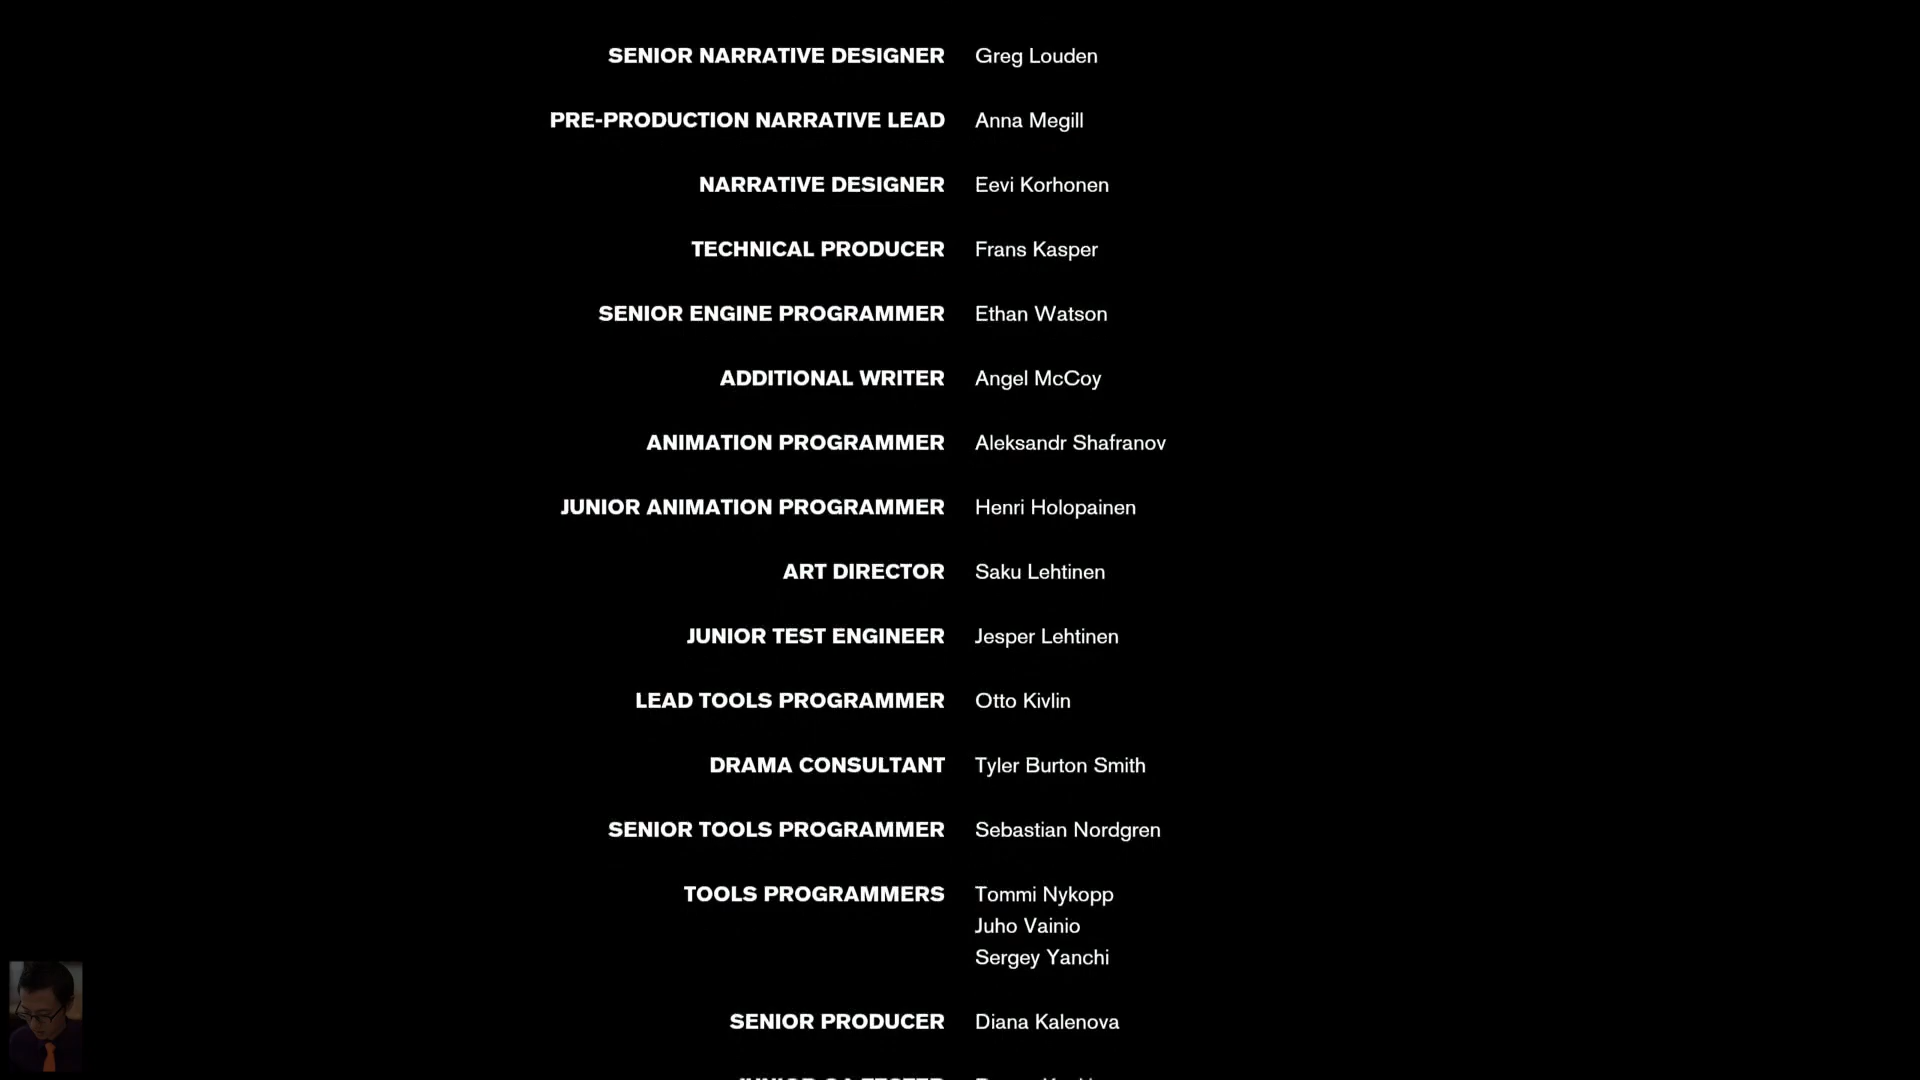 SENIOR NARRATIVE DESIGNER Greg Louden
PRE-PRODUCTION NARRATIVE LEAD Anna Megill
NARRATIVE DESIGNER Eevi Korhonen
TECHNICAL PRODUCER Frans Kasper
SENIOR ENGINE PROGRAMMER Ethan Watson
ADDITIONAL WRITER Angel McCoy
ANIMATION PROGRAMMER Aleksandr Shafranov
JUNIOR ANIMATION PROGRAMMER Henri Holopainen
ART DIRECTOR Saku Lehtinen
JUNIOR TEST ENGINEER Jesper Lehtinen
LEAD TOOLS PROGRAMMER Otto Kivlin
DRAMA CONSULTANT Tyler Burton Smith
SENIOR TOOLS PROGRAMMER Sebastian Nordgren
TOOLS PROGRAMMERS Tommi Nykopp
Juho Vainio
Sergey Yanchi
SENIOR PRODUCER Diana Kalenova